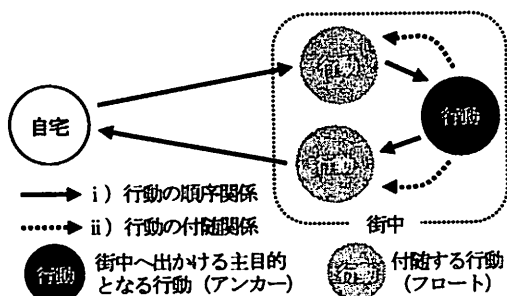 行動
行動
自宅
行動
i）行動の順序関係
ii）行動の付随関係
街中
行動
街中へ出かける主目的
となる行動（アンカー）
行動
付随する行動
（フロート）